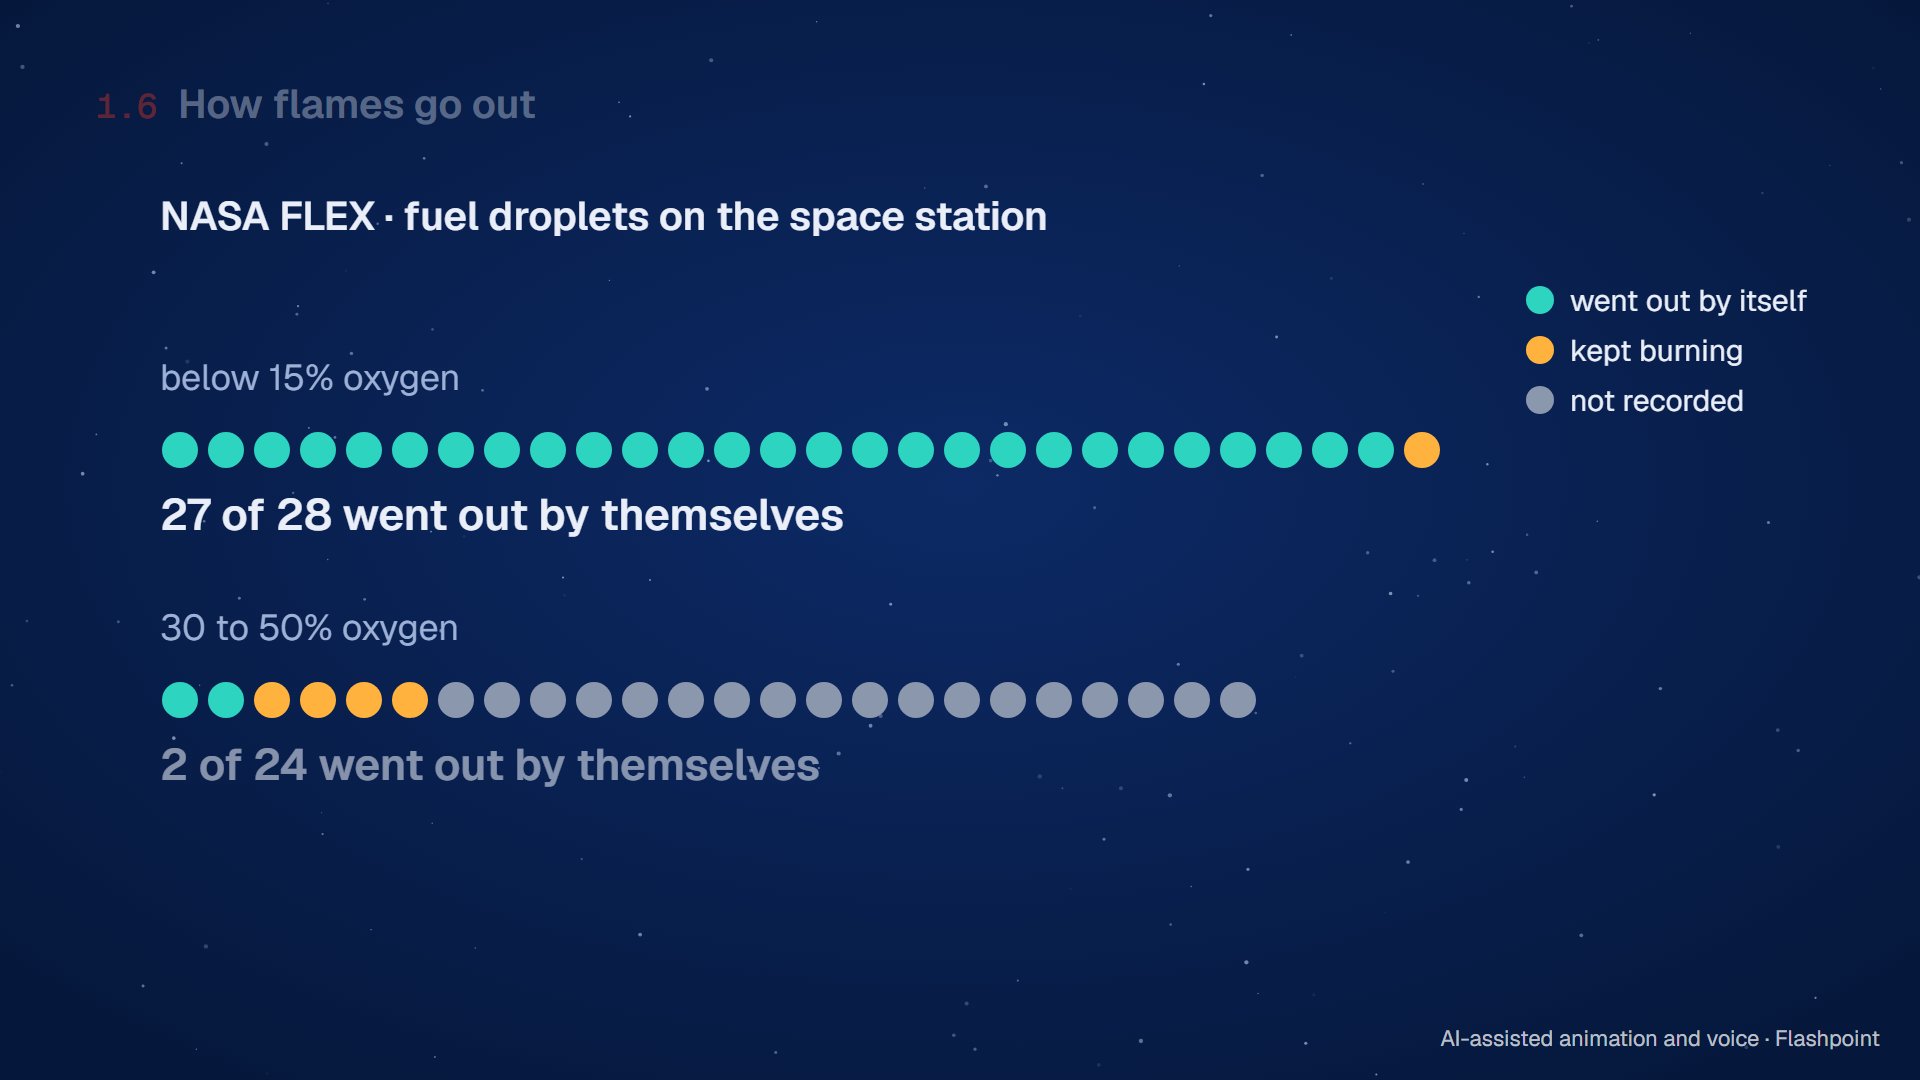 1.6 How flames go out
NASA FLEX · fuel droplets on the space station
went out by itself
kept burning
not recorded
below 15% oxygen
27 of 28 went out by themselves
30 to 50% oxygen
2 of 24 went out by themselves
AI-assisted animation and voice · Flashpoint